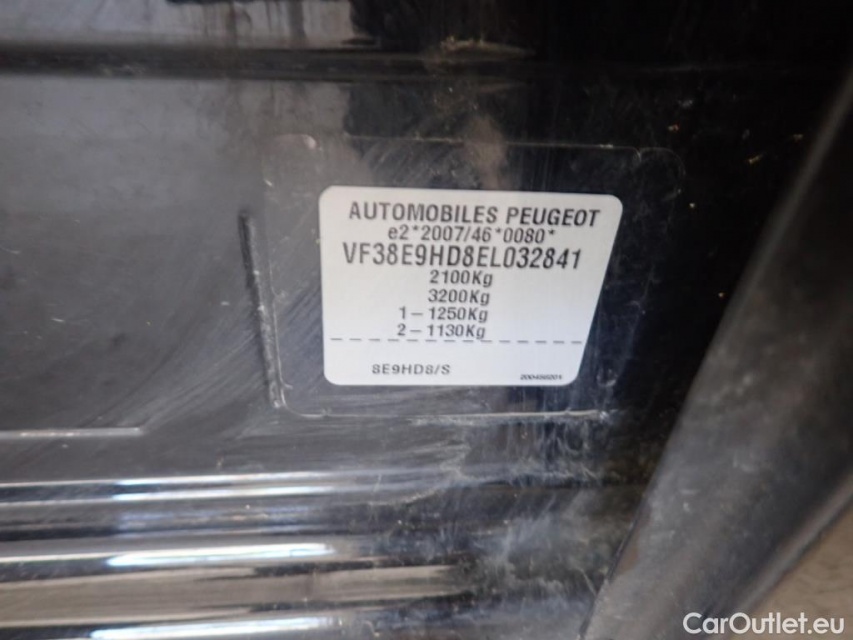 AUTOMOBILES PEUGEOT
e2*2007/46*0080*
VF38E9HD8EL032841
2100Kg
3200Kg
1-1250Kg
2-1130Kg
8E9HD8/S
CarOutlet.eu